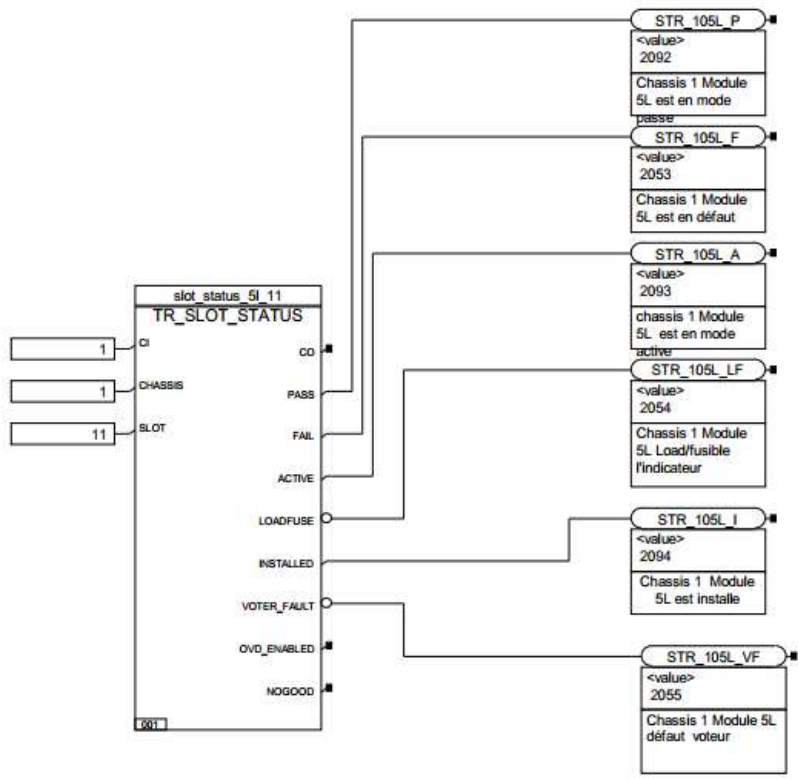 STR_105L_P
<value>
2092
Chassis 1 Module
5L est en mode
passe
STR_105L_F
<value>
2053
Chassis 1 Module
5L est en défaut
STR_105L_A
<value>
2093
chassis 1 Module
5L est en mode
active
STR_105L_LF
<value>
2054
Chassis 1 Module
5L Load/fusible
l'indicateur
STR_105L_I
<value>
2094
Chassis 1 Module
5L est installe
STR_105L_VF
<value>
2055
Chassis 1 Module 5L
défaut voteur
slot_status_5l_11
TR_SLOT_STATUS
1
CI
1
CHASSIS
11
SLOT
CO
PASS
FAIL
ACTIVE
LOADFUSE
INSTALLED
VOTER_FAULT
OVD_ENABLED
NOGOOD
001